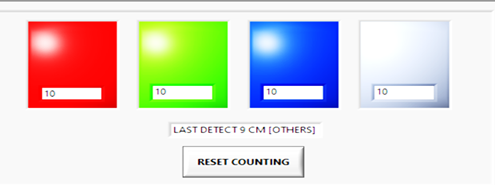 10 10 10 10
LAST DETECT 9 CM [OTHERS]
RESET COUNTING